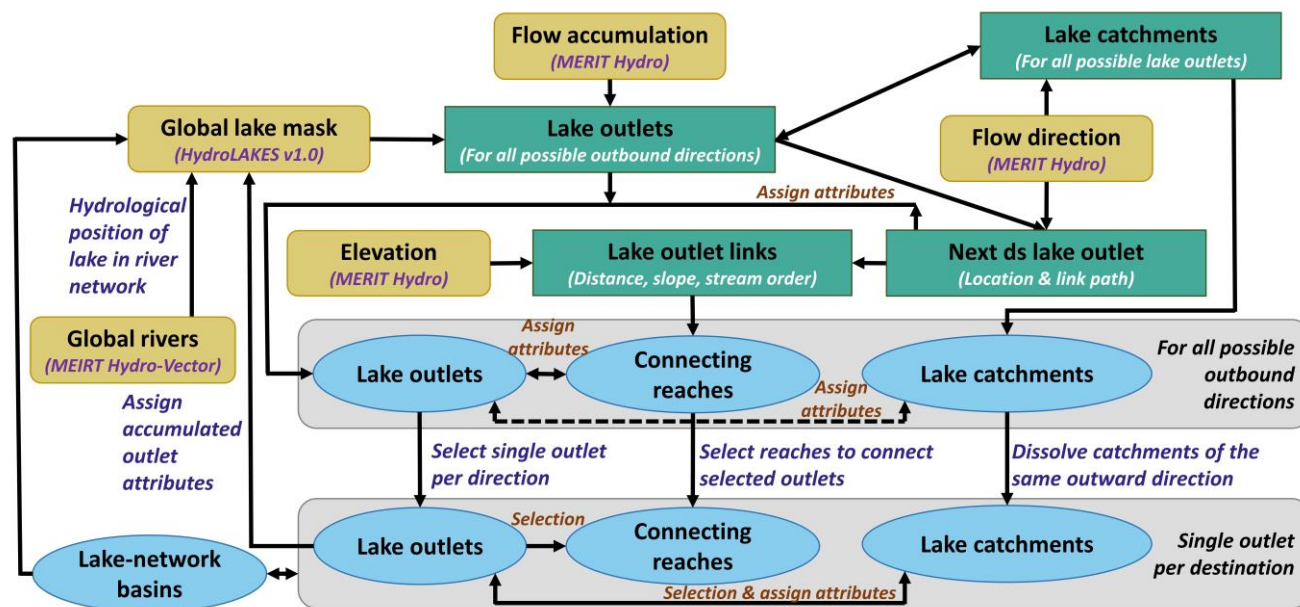 Flow accumulation
(MERIT Hydro)
Lake catchments
(For all possible lake outlets)
Global lake mask
(HydroLAKES v1.0)
Lake outlets
(For all possible outbound directions)
Flow direction
(MERIT Hydro)
Assign attributes
Hydrological
position of
lake in river
network
Elevation
(MERIT Hydro)
Lake outlet links
(Distance, slope, stream order)
Next ds lake outlet
(Location & link path)
Global rivers
(MEIRT Hydro-Vector)
Assign
attributes
Lake outlets
Connecting
reaches
Lake catchments
Assign
attributes
For all possible
outbound
directions
Assign
accumulated
outlet
attributes
Select single outlet
per direction
Select reaches to connect
selected outlets
Dissolve catchments of the
same outward direction
Lake outlets
Selection
Connecting
reaches
Lake catchments
Single outlet
per destination
Lake-network
basins
Selection & assign attributes